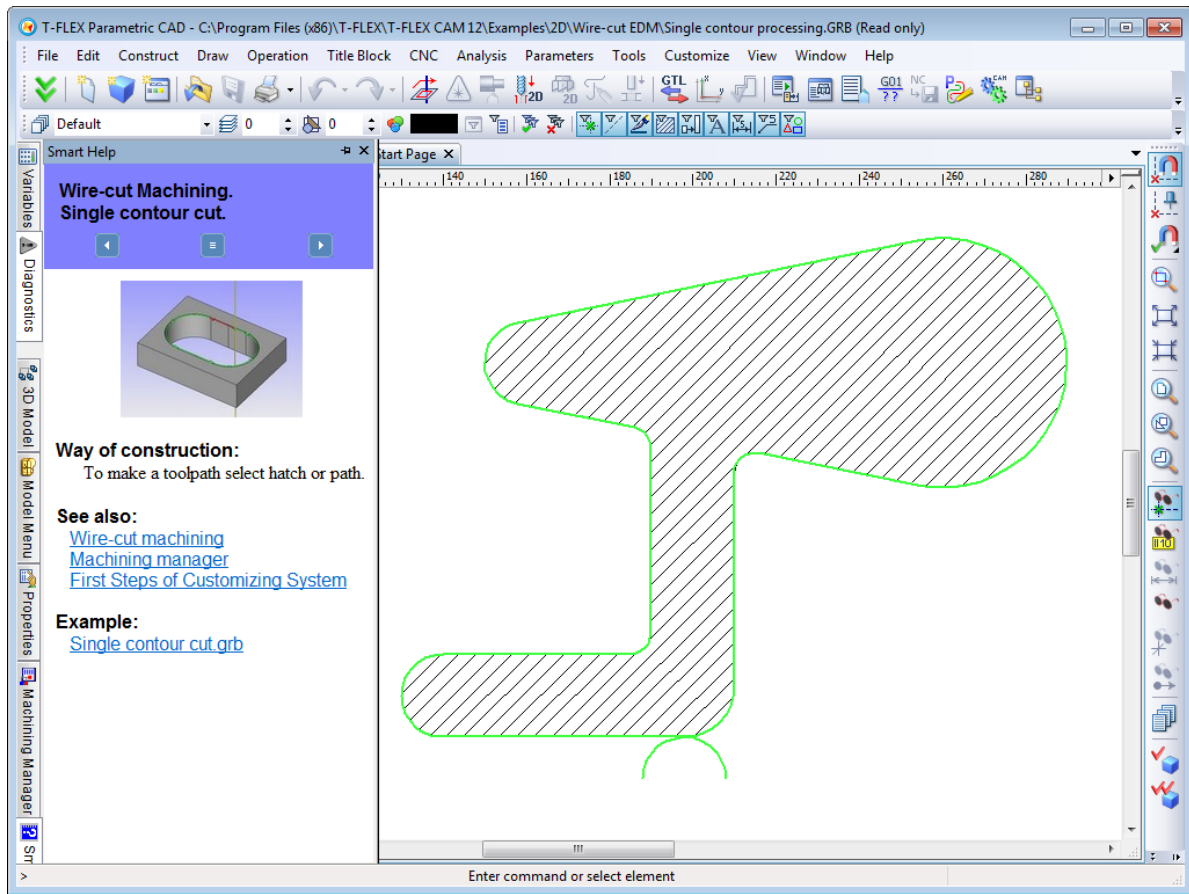 T-FLEX Parametric CAD - C:\Program Files (x86)\T-FLEX\T-FLEX CAM 12\Examples\2D\Wire-cut EDM\Single contour processing.GRB (Read only)
File Edit Construct Draw Operation Title Block CNC Analysis Parameters Tools Customize View Window Help
2D 2D GTL G01 ?? NC CAM
Default 0 0
Smart Help
Start Page
140 160 180 200 220 240 260 280
Wire-cut Machining.
Single contour cut.
Way of construction:
To make a toolpath select hatch or path.
See also:
Wire-cut machining
Machining manager
First Steps of Customizing System
Example:
Single contour cut.grb
Variables
Diagnostics
3D Model
Model Menu
Properties
Machining Manager
Sm
> Enter command or select element